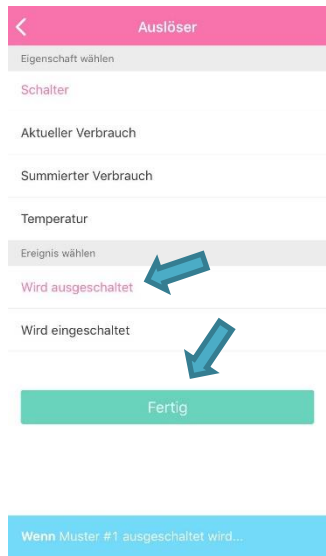 Auslöser
Eigenschaft wählen
Schalter
Aktueller Verbrauch
Summierter Verbrauch
Temperatur
Ereignis wählen
Wird ausgeschaltet
Wird eingeschaltet
Fertig
Wenn Muster #1 ausgeschaltet wird...